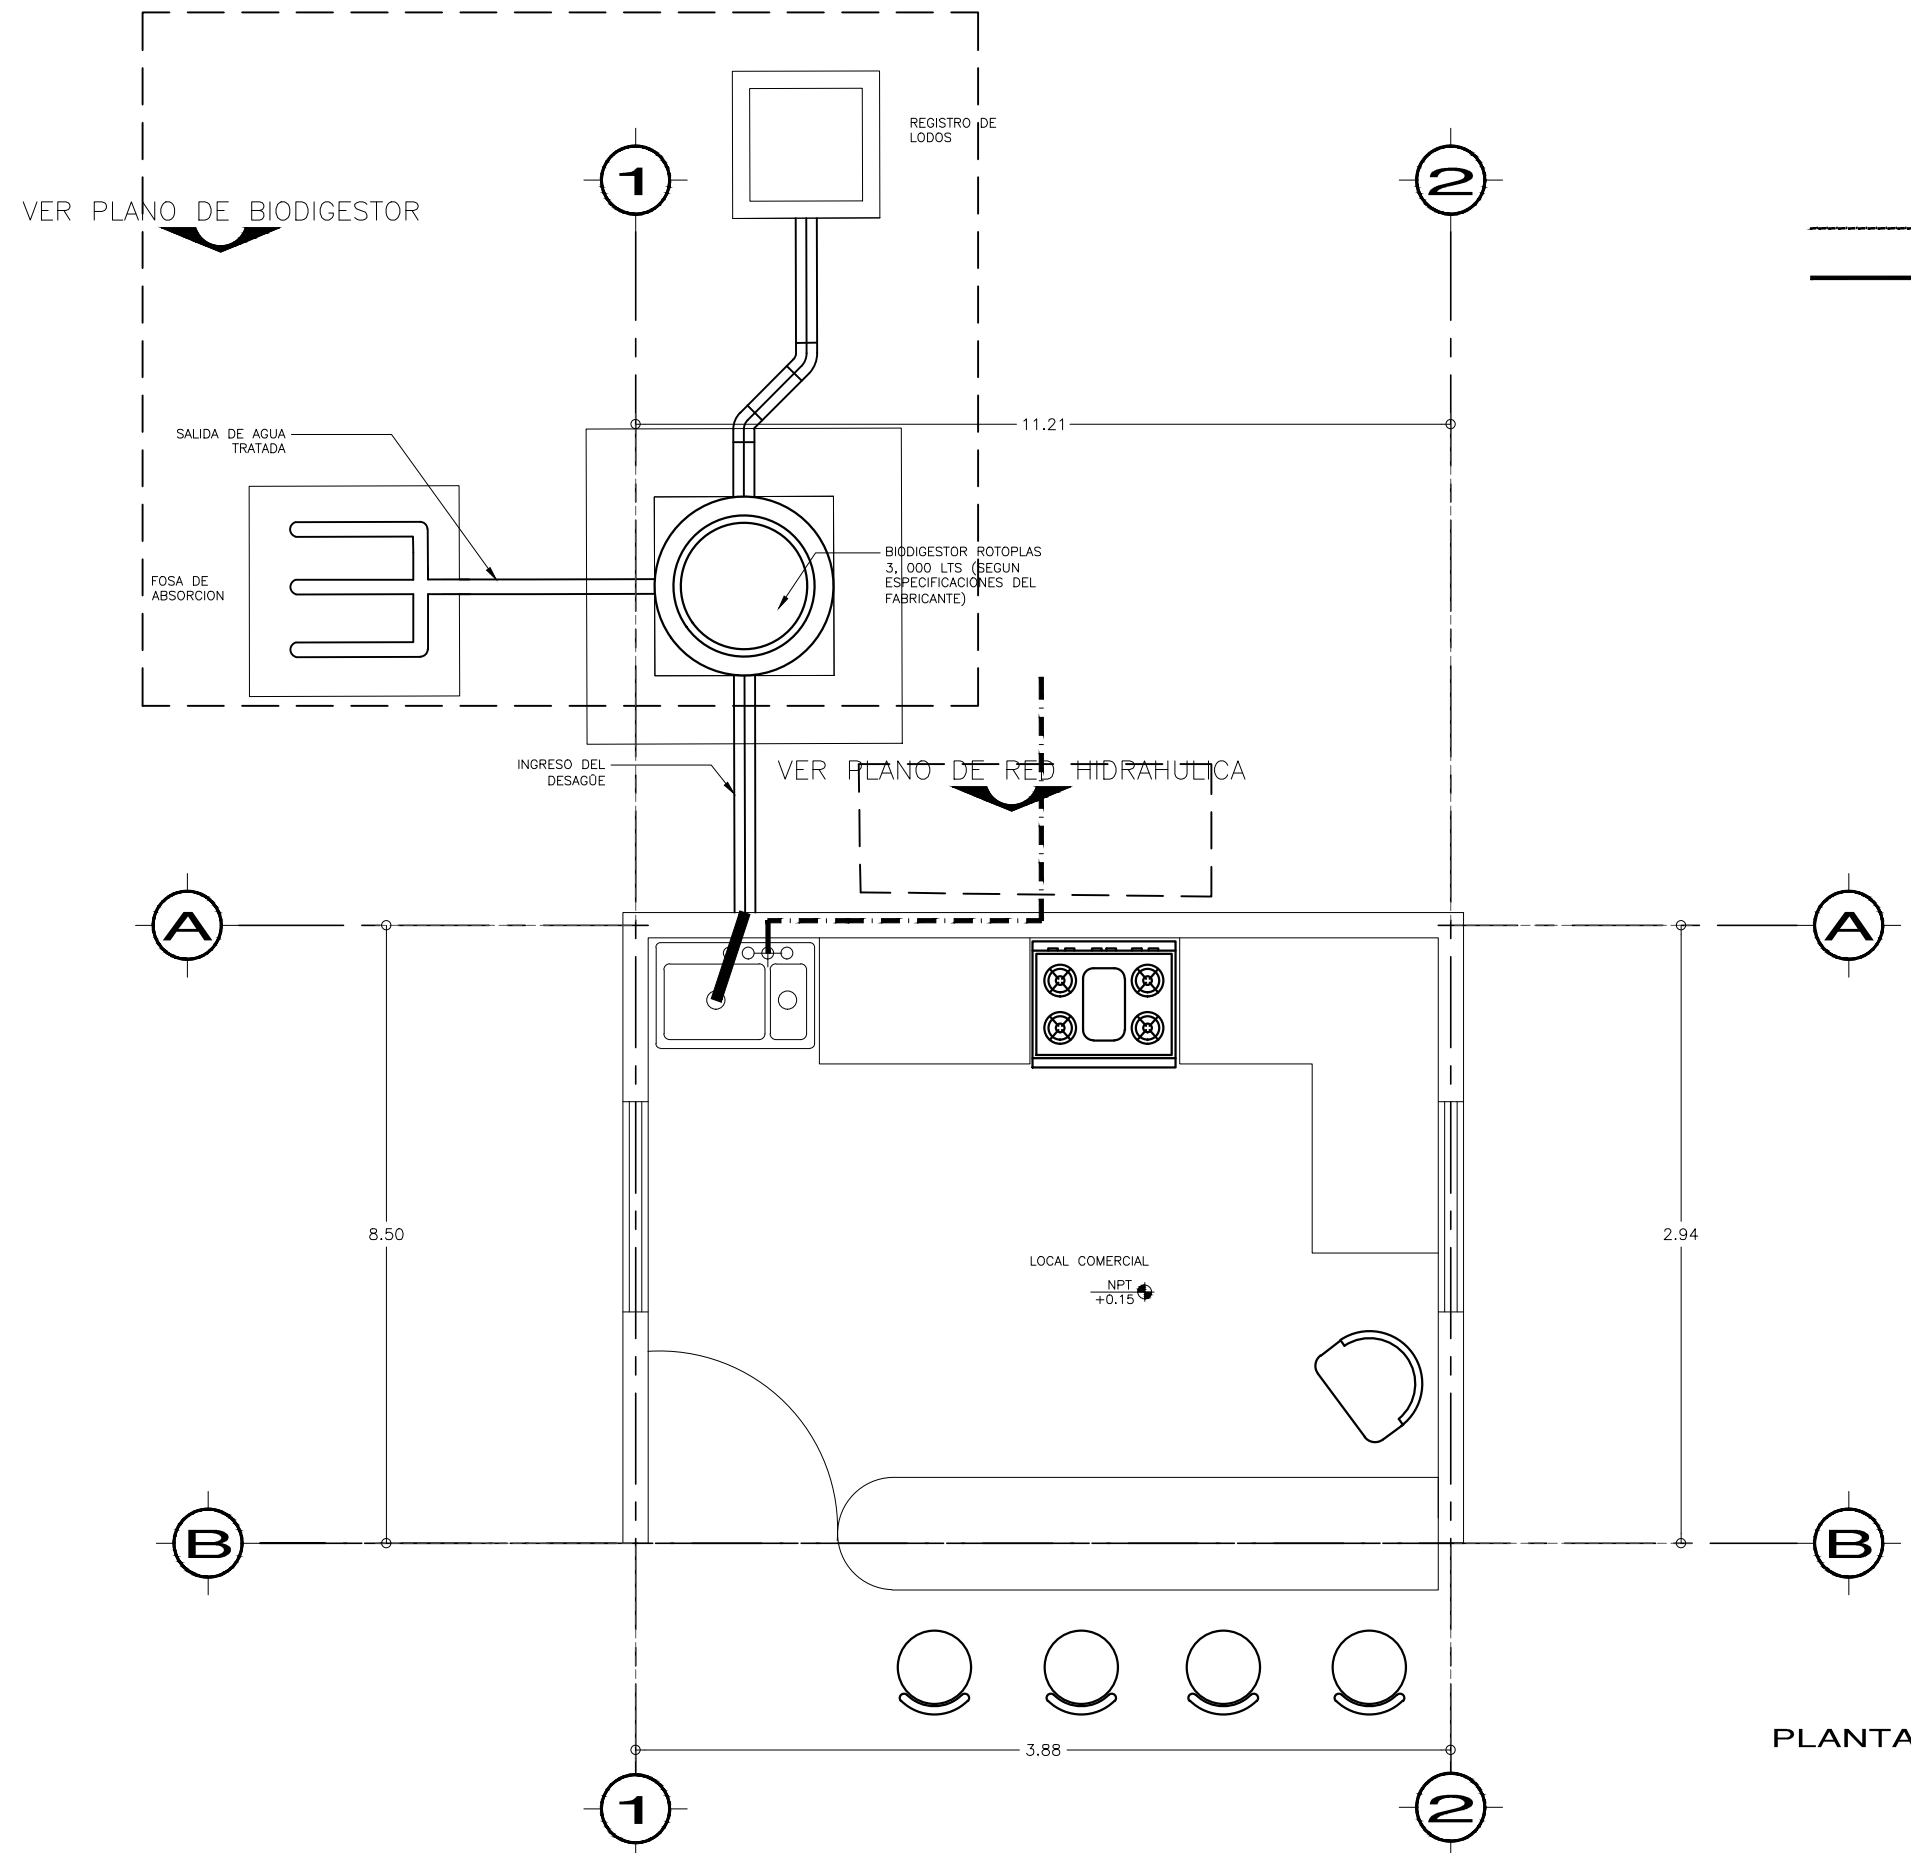 REGISTRO DE
LODOS
1
2
VER PLANO DE BIODIGESTOR
11.21
SALIDA DE AGUA
TRATADA
BIODIGESTOR ROTOPLAS
3, 000 LTS (SEGUN
ESPECIFICACIONES DEL
FABRICANTE)
FOSA DE
ABSORCION
INGRESO DEL
DESAGÜE
VER PLANO DE RED HIDRAHULICA
A
A
8.50
2.94
LOCAL COMERCIAL
NPT
+0.15
B
B
PLANTA
3.88
1
2